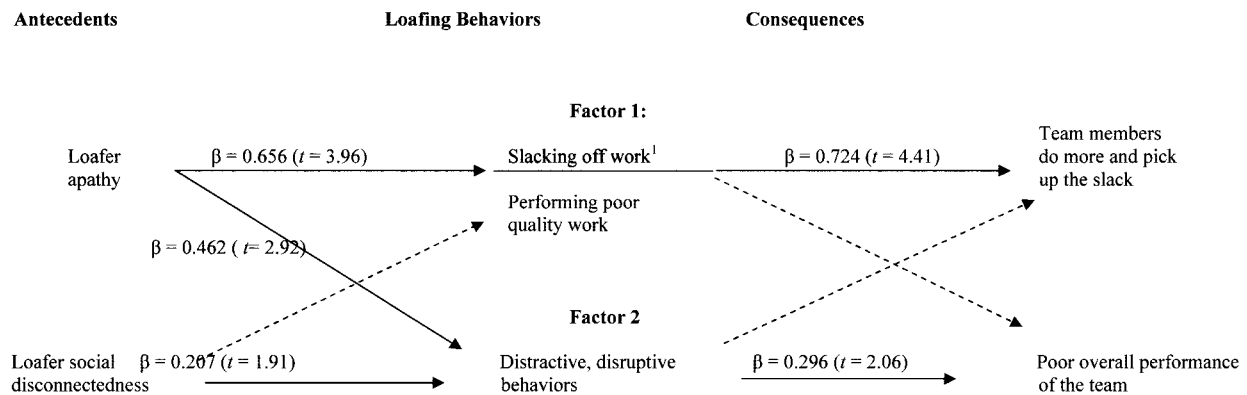 Antecedents Loafing Behaviors Consequences
Factor 1:
Loafer
apathy
β = 0.656 (t = 3.96)
Slacking off work1
β = 0.724 (t = 4.41)
Team members
do more and pick
up the slack
Performing poor
quality work
β = 0.462 ( t= 2.92)
Factor 2
Loafer social
disconnectedness
β = 0.207 (t = 1.91)
Distractive, disruptive
behaviors
β = 0.296 (t = 2.06)
Poor overall performance
of the team